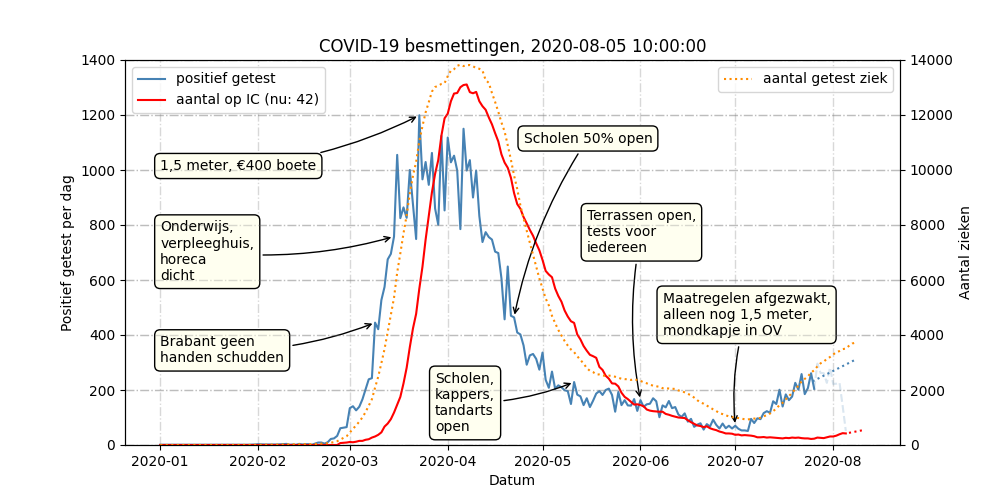 COVID-19 besmettingen, 2020-08-05 10:00:00
positief getest
aantal op IC (nu: 42)
aantal getest ziek
1400
1200
1000
800
600
400
200
0
Positief getest per dag
14000
12000
10000
8000
6000
4000
2000
0
Aantal zieken
1,5 meter, €400 boete
Onderwijs,
verpleeghuis,
horeca
dicht
Brabant geen
handen schudden
Scholen,
kappers,
tandarts
open
Scholen 50% open
Terrassen open,
tests voor
iedereen
Maatregelen afgezwakt,
alleen nog 1,5 meter,
mondkapje in OV
2020-01
2020-02
2020-03
2020-04
2020-05
2020-06
2020-07
2020-08
Datum